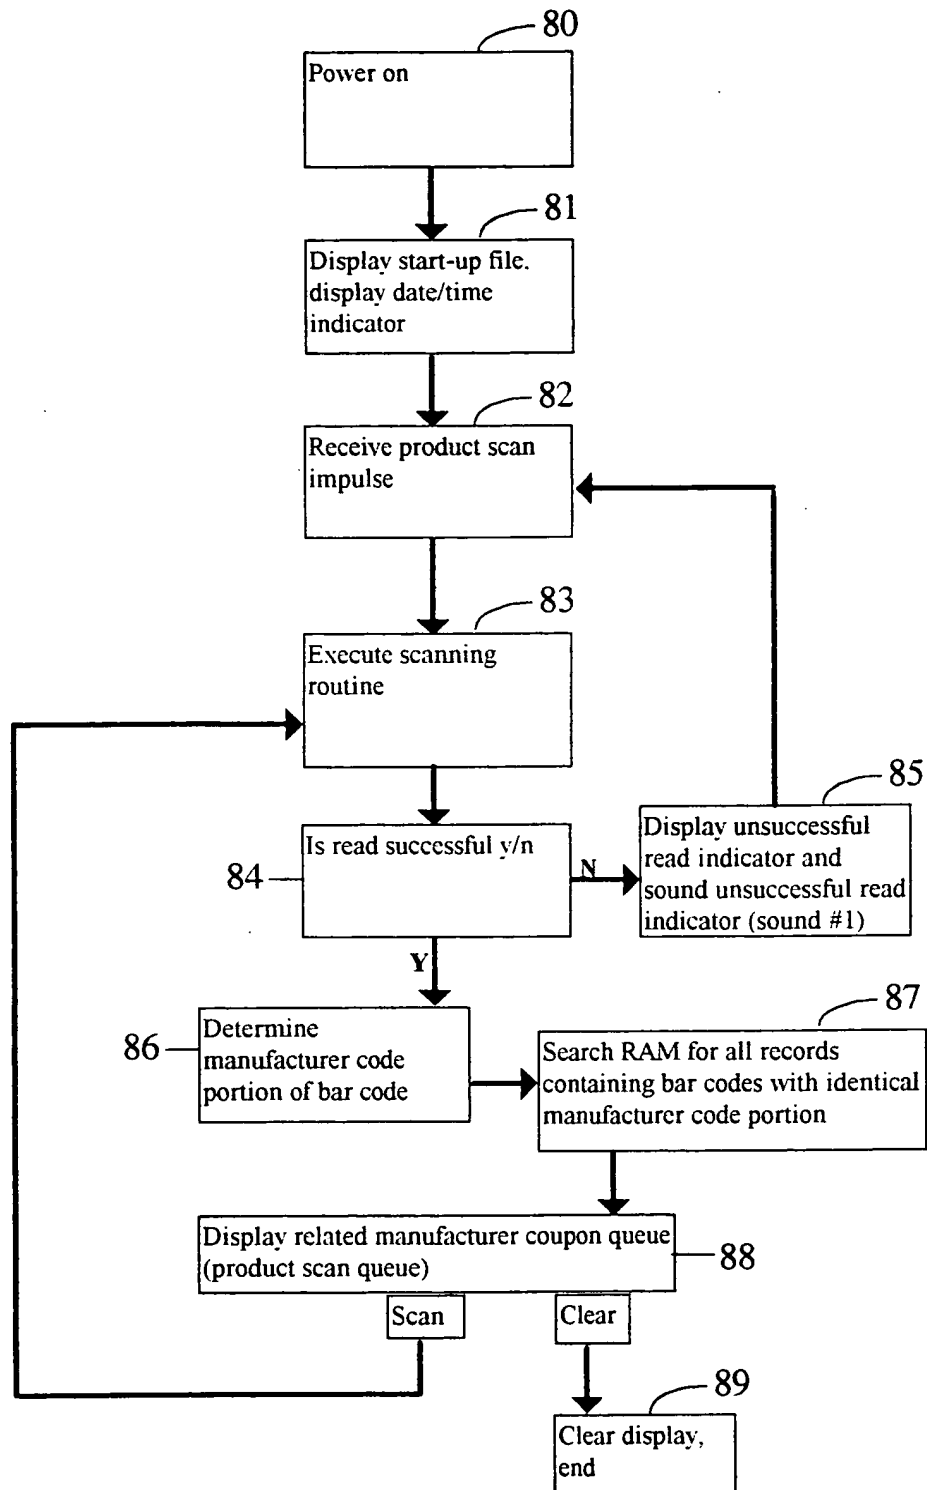 80
Power on
81
Display start-up file.
display date/time
indicator
82
Receive product scan
impulse
83
Execute scanning
routine
84
Is read successful y/n
N
85
Display unsuccessful
read indicator and
sound unsuccessful read
indicator (sound #1)
Y
86
Determine
manufacturer code
portion of bar code
87
Search RAM for all records
containing bar codes with identical
manufacturer code portion
Display related manufacturer coupon queue
(product scan queue)
88
Scan
Clear
89
Clear display,
end